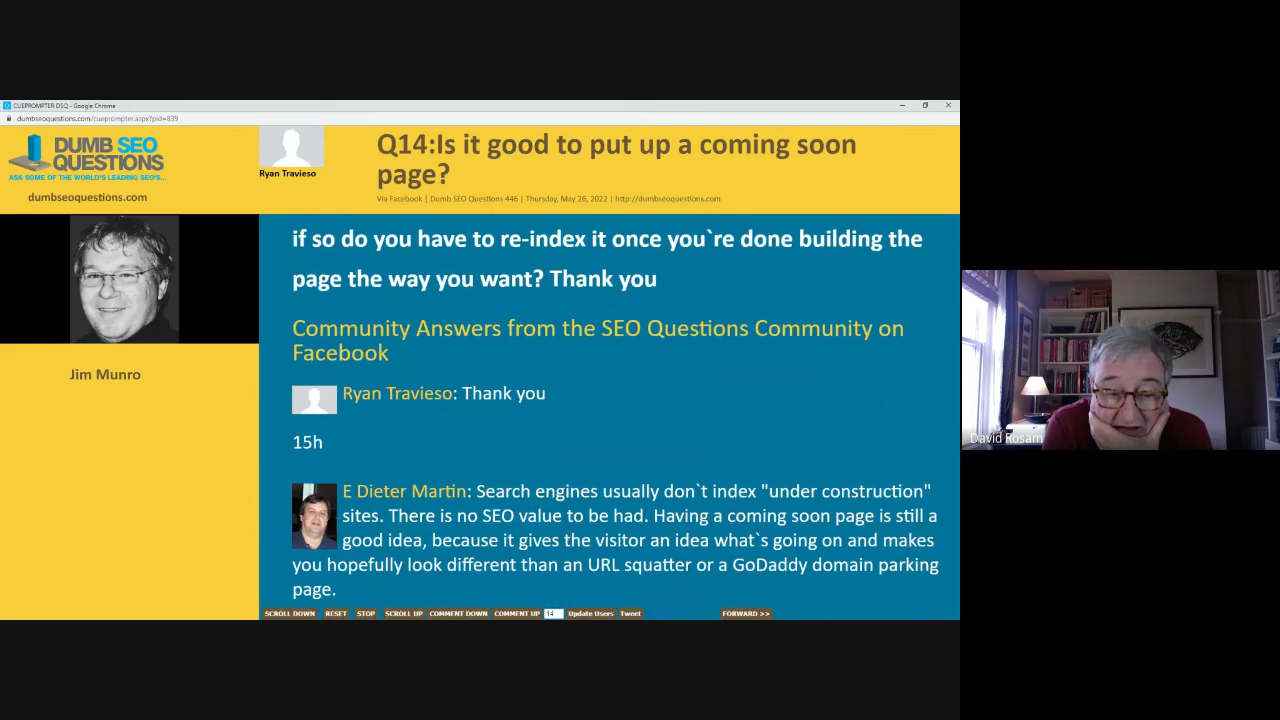 CUEPROMPTER DSQ - Google Chrome
dumbseoquestions.com/cueprompter.aspx?pid=839
DUMB SEO
QUESTIONS
ASK SOME OF THE WORLD'S LEADING SEO'S...
dumbseoquestions.com
Ryan Travieso
Q14:Is it good to put up a coming soon
page?
Via Facebook | Dumb SEO Questions 446 | Thursday, May 26, 2022 | http://dumbseoquestions.com
Jim Munro
if so do you have to re-index it once you`re done building the
page the way you want? Thank you
Community Answers from the SEO Questions Community on
Facebook
Ryan Travieso: Thank you
15h
E Dieter Martin: Search engines usually don`t index "under construction"
sites. There is no SEO value to be had. Having a coming soon page is still a
good idea, because it gives the visitor an idea what`s going on and makes
you hopefully look different than an URL squatter or a GoDaddy domain parking
page.
SCROLL DOWN RESET STOP SCROLL UP COMMENT DOWN COMMENT UP 14 Update Users Tweet FORWARD >>
David Rosam